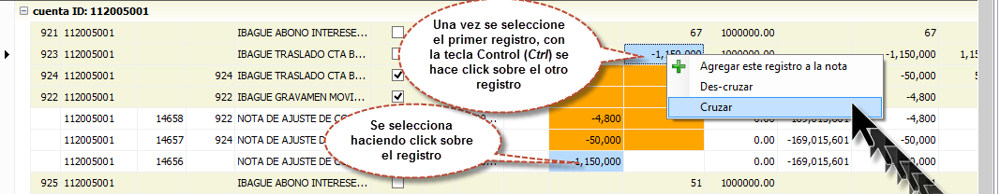 cuenta ID: 112005001
921 112005001 IBAGUE ABONO INTERESE... 67 1000000.00 67
923 112005001 IBAGUE TRASLADO CTA B... -1,150,000 1000000.00 -1,150,000
924 112005001 924 IBAGUE TRASLADO CTA B... -50,000
922 112005001 922 IBAGUE GRAVAMEN MOVI... -4,800
112005001 14658 922 NOTA DE AJUSTE DE -4,800 0.00 -169,015,601 -4,800
112005001 14657 924 NOTA DE AJUSTE D -50,000 0.00 -169,015,601 -50,000
112005001 14656 NOTA DE AJUSTE DE -1,150,000 0.00 -169,015,601
925 112005001 IBAGUE ABONO INTERESE... 51 1000000.00 51
Una vez se seleccione
el primer registro, con
la tecla Control (Ctrl) se
hace click sobre el otro
registro
Se selecciona
haciendo click sobre
el registro
Agregar este registro a la nota
Des-cruzar
Cruzar